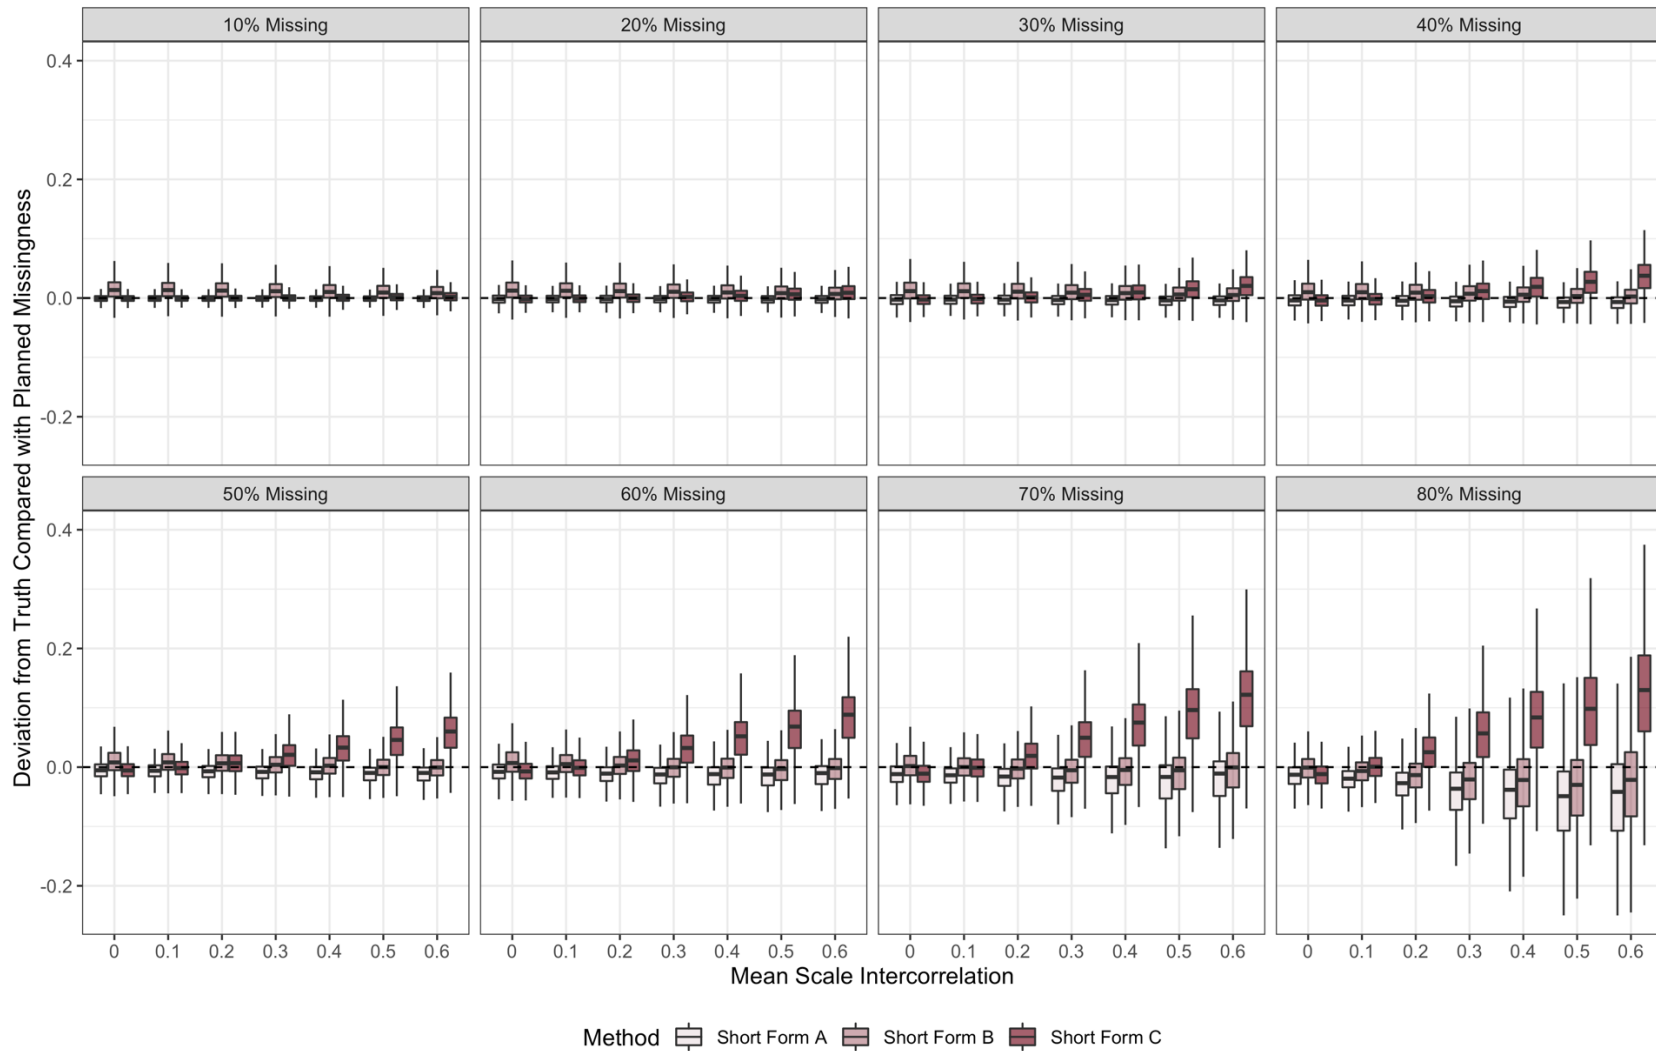 10% Missing
20% Missing
30% Missing
40% Missing
0.4
0.2
0.0
-0.2
50% Missing
60% Missing
70% Missing
80% Missing
0.4
0.2
0.0
-0.2
0 0.1 0.2 0.3 0.4 0.5 0.6
0 0.1 0.2 0.3 0.4 0.5 0.6
0 0.1 0.2 0.3 0.4 0.5 0.6
0 0.1 0.2 0.3 0.4 0.5 0.6
Deviation from Truth Compared with Planned Missingness
Mean Scale Intercorrelation
Method Short Form A Short Form B Short Form C